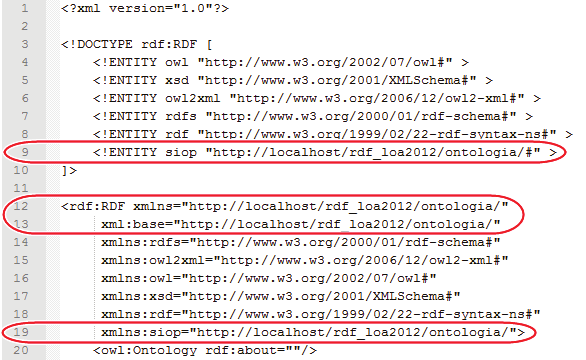 1 <?xml version="1.0"?>
2
3 <!DOCTYPE rdf:RDF [
4 <!ENTITY owl "http://www.w3.org/2002/07/owl#" >
5 <!ENTITY xsd "http://www.w3.org/2001/XMLSchema#" >
6 <!ENTITY owl2xml "http://www.w3.org/2006/12/owl2-xml#" >
7 <!ENTITY rdfs "http://www.w3.org/2000/01/rdf-schema#" >
8 <!ENTITY rdf "http://www.w3.org/1999/02/22-rdf-syntax-ns#" >
9 <!ENTITY siop "http://localhost/rdf_loa2012/ontologia/#" >
10 ]>
11
12 <rdf:RDF xmlns="http://localhost/rdf_loa2012/ontologia/"
13 xml:base="http://localhost/rdf_loa2012/ontologia/"
14 xmlns:rdfs="http://www.w3.org/2000/01/rdf-schema#"
15 xmlns:owl2xml="http://www.w3.org/2006/12/owl2-xml#"
16 xmlns:owl="http://www.w3.org/2002/07/owl#"
17 xmlns:xsd="http://www.w3.org/2001/XMLSchema#"
18 xmlns:rdf="http://www.w3.org/1999/02/22-rdf-syntax-ns#"
19 xmlns:siop="http://localhost/rdf_loa2012/ontologia/">
20 <owl:Ontology rdf:about=""/>